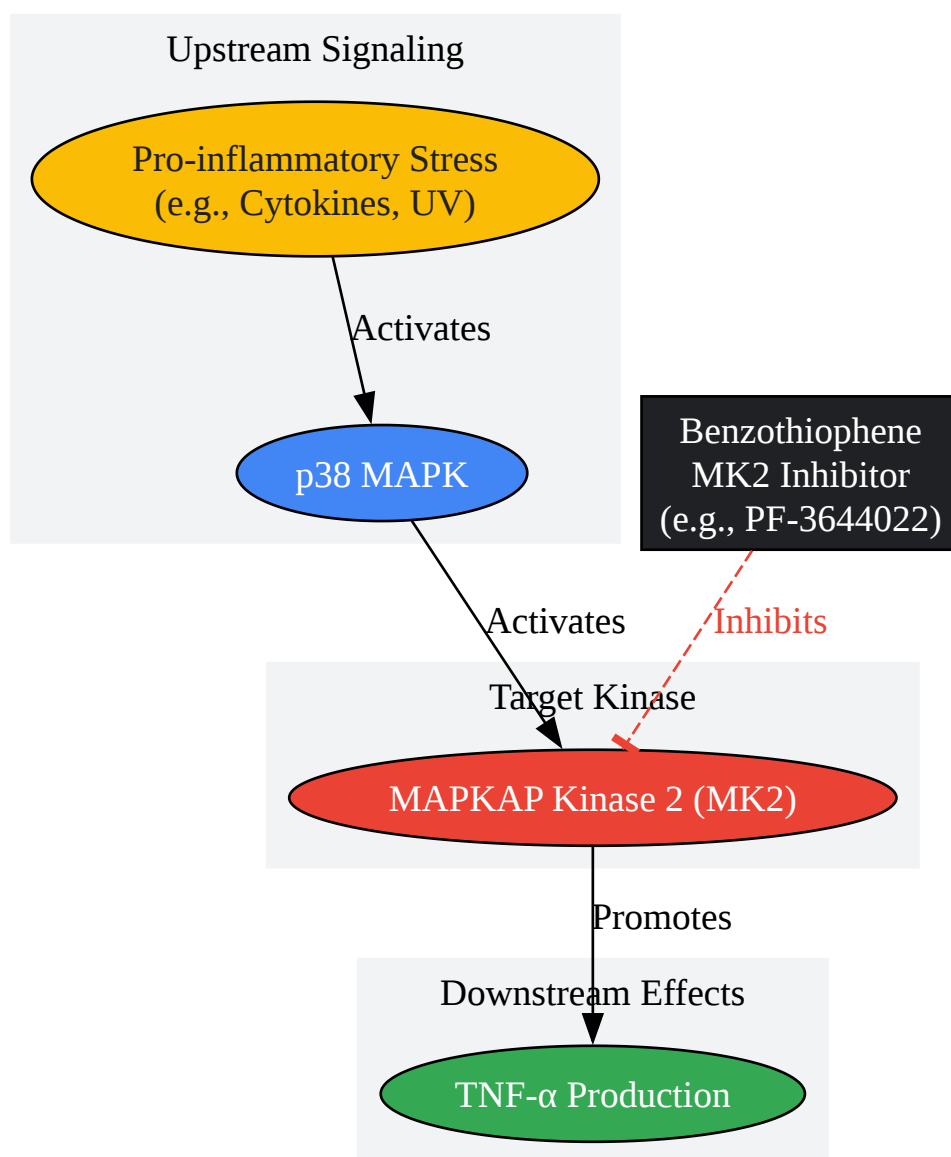 Upstream Signaling
Pro-inflammatory Stress
(e.g., Cytokines, UV)
Activates
p38 MAPK
Benzothiophene
MK2 Inhibitor
(e.g., PF-3644022)
Activates
Inhibits
Target Kinase
MAPKAP Kinase 2 (MK2)
Promotes
Downstream Effects
TNF-α Production